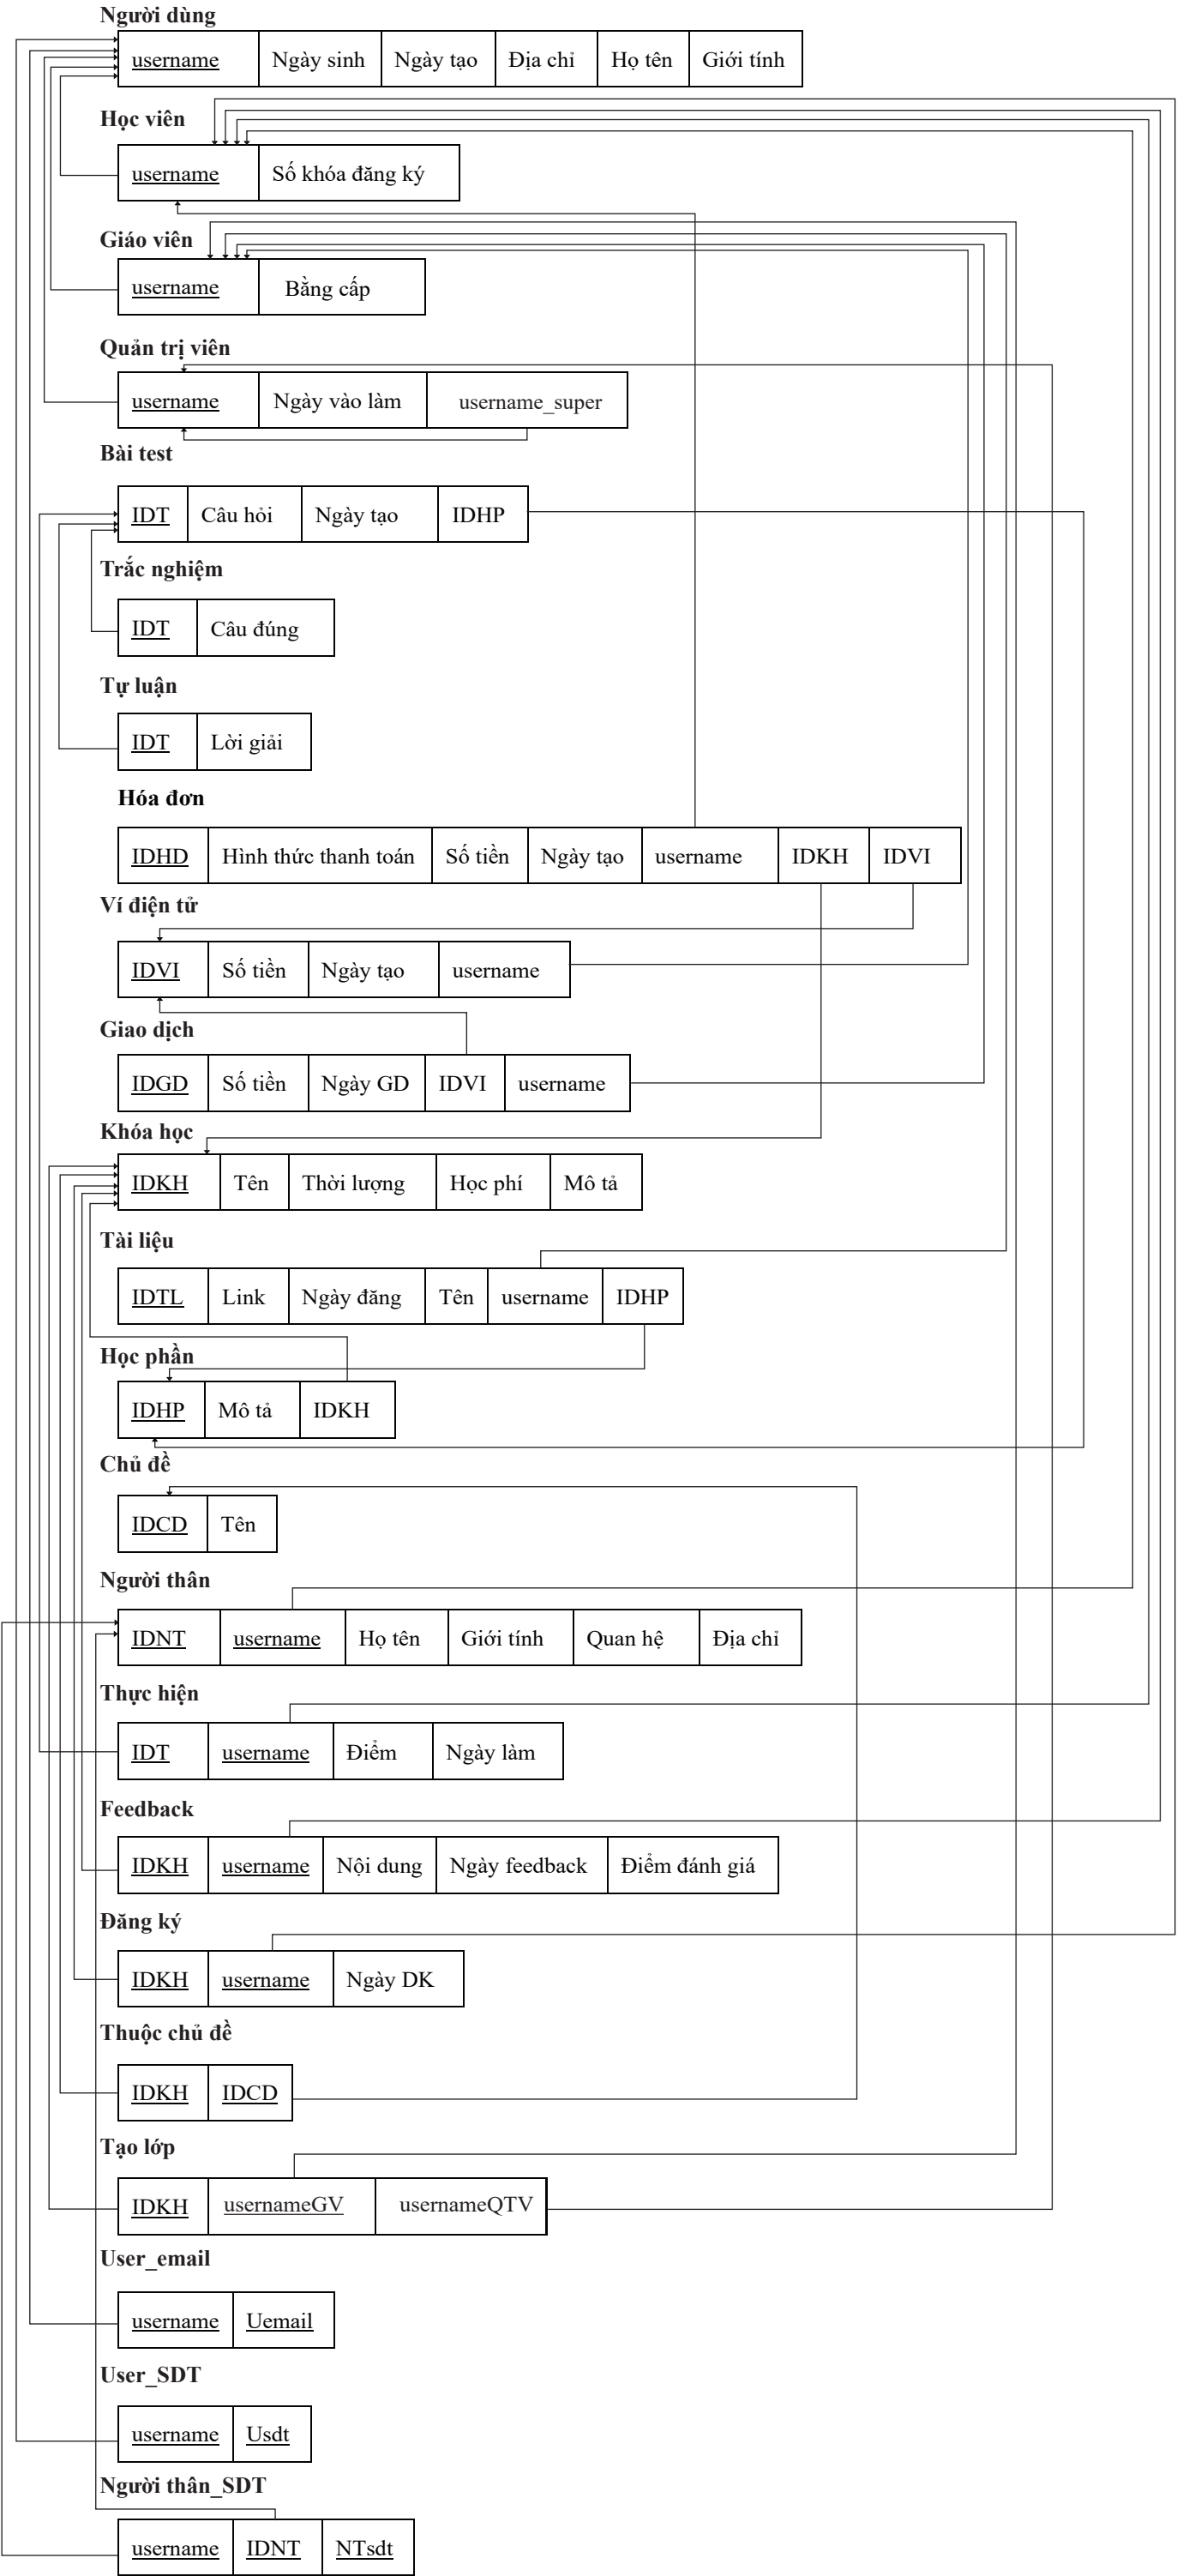 Người dùng
username Ngày sinh Ngày tạo Địa chỉ Họ tên Giới tính
Học viên
username Số khóa đăng ký
Giáo viên
username Bằng cấp
Quản trị viên
username Ngày vào làm username_super
Bài test
IDT Câu hỏi Ngày tạo IDHP
Trắc nghiệm
IDT Câu đúng
Tự luận
IDT Lời giải
Hóa đơn
IDHD Hình thức thanh toán Số tiền Ngày tạo username IDKH IDVI
Ví điện tử
IDVI Số tiền Ngày tạo username
Giao dịch
IDGD Số tiền Ngày GD IDVI username
Khóa học
IDKH Tên Thời lượng Học phí Mô tả
Tài liệu
IDTL Link Ngày đăng Tên username IDHP
Học phần
IDHP Mô tả IDKH
Chủ đề
IDCD Tên
Người thân
IDNT username Họ tên Giới tính Quan hệ Địa chỉ
Thực hiện
IDT username Điểm Ngày làm
Feedback
IDKH username Nội dung Ngày feedback Điểm đánh giá
Đăng ký
IDKH username Ngày DK
Thuộc chủ đề
IDKH IDCD
Tạo lớp
IDKH usernameGV usernameQTV
User_email
username Uemail
User_SDT
username Usdt
Người thân_SDT
username IDNT NTsdt